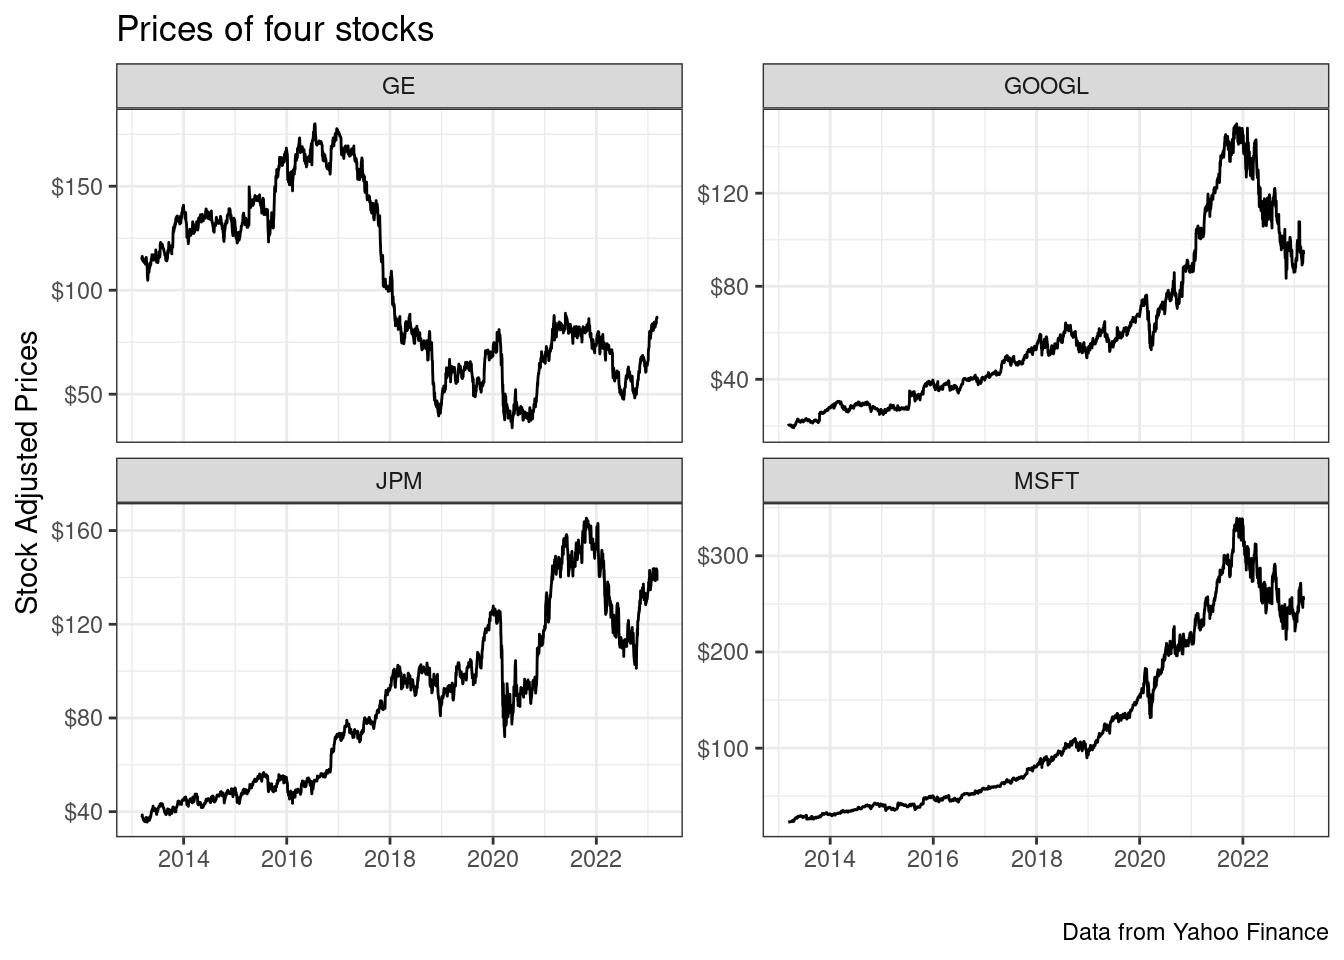 Prices of four stocks
GE
GOOGL
$150
$100
$50
$120
$80
$40
Stock Adjusted Prices
JPM
MSFT
$160
$120
$80
$40
$300
$200
$100
2014 2016 2018 2020 2022
2014 2016 2018 2020 2022
Data from Yahoo Finance